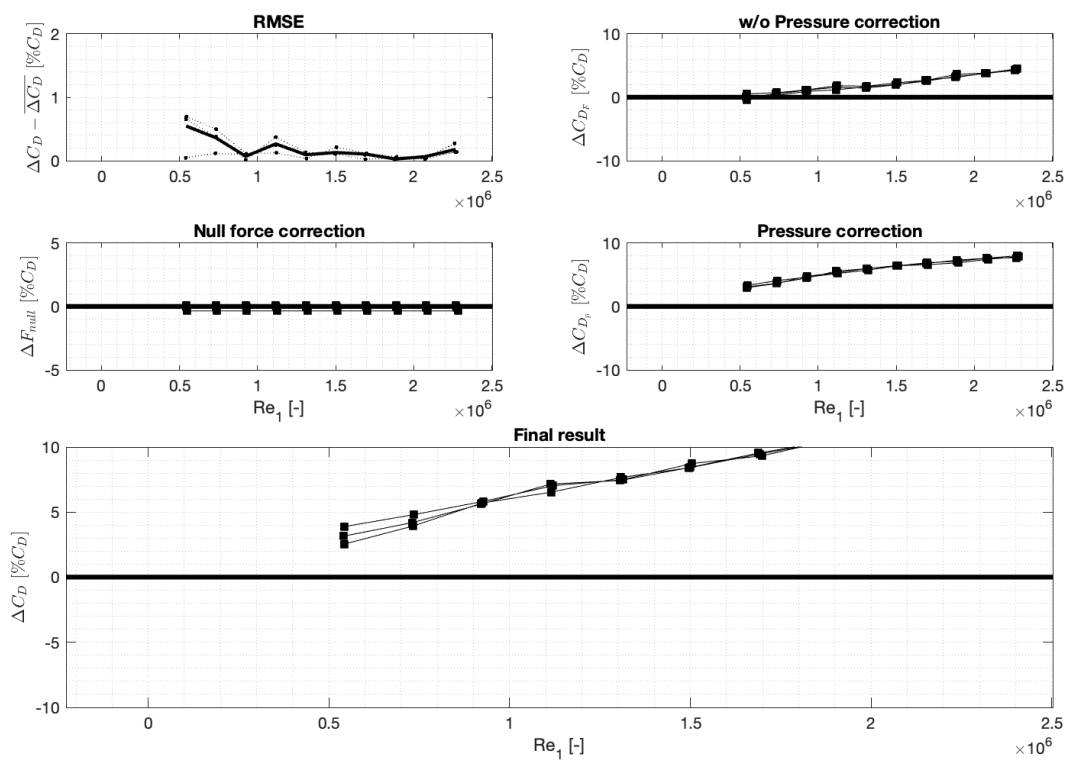 RMSE
ΔC_D − \overline{ΔC_D} [%C_D]
2
1
0
0 0.5 1 1.5 2 2.5
×10^6
w/o Pressure correction
ΔC_{D_F} [%C_D]
10
0
-10
0 0.5 1 1.5 2 2.5
×10^6
Null force correction
ΔF_{null} [%C_D]
5
0
-5
0 0.5 1 1.5 2 2.5
Re_1 [-]
×10^6
Pressure correction
ΔC_{D_p} [%C_D]
10
0
-10
0 0.5 1 1.5 2 2.5
Re_1 [-]
×10^6
Final result
ΔC_D [%C_D]
10
5
0
-5
-10
0 0.5 1 1.5 2 2.5
Re_1 [-]
×10^6